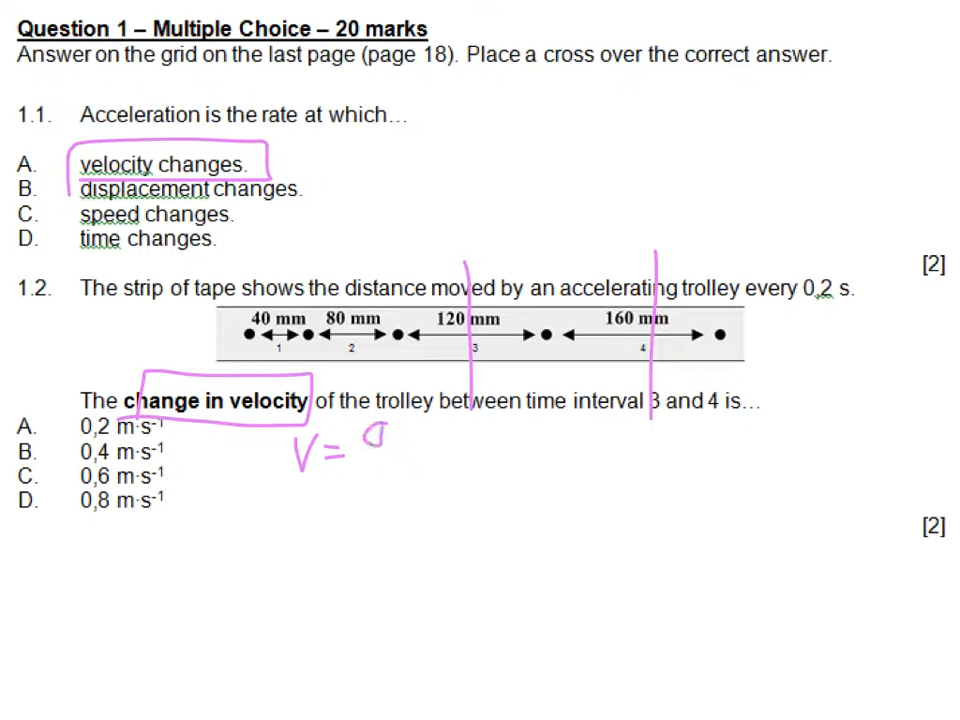 Question 1 – Multiple Choice – 20 marks
Answer on the grid on the last page (page 18). Place a cross over the correct answer.
1.1. Acceleration is the rate at which…
A. velocity changes.
B. displacement changes.
C. speed changes.
D. time changes.
[2]
1.2. The strip of tape shows the distance moved by an accelerating trolley every 0,2 s.
40 mm 80 mm 120 mm 160 mm
1 2 3 4
The change in velocity of the trolley between time interval 3 and 4 is…
A. 0,2 m·s⁻¹
B. 0,4 m·s⁻¹
C. 0,6 m·s⁻¹
D. 0,8 m·s⁻¹
V =
[2]